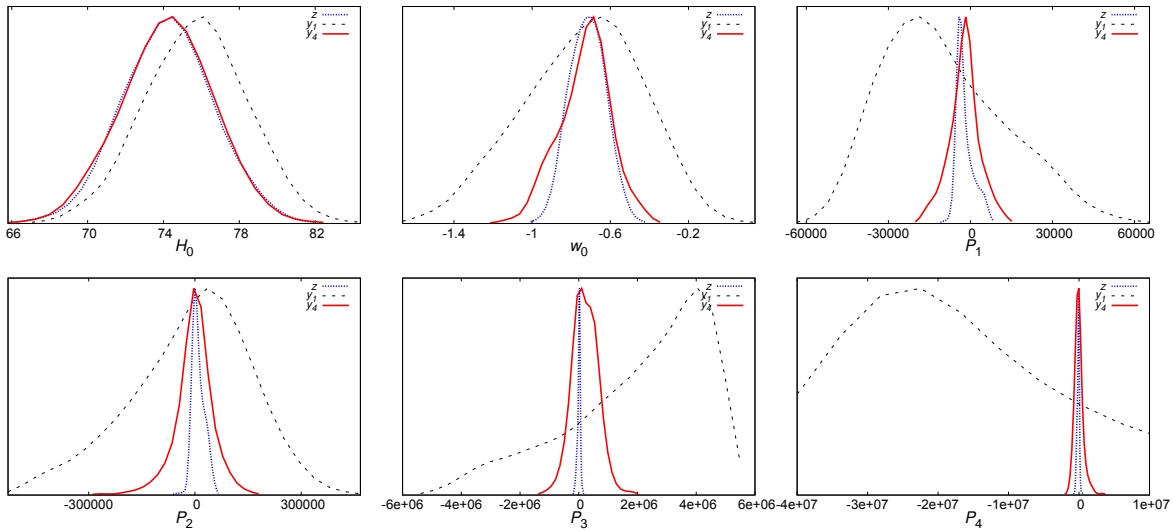 z
y1
y4
66 70 74 78 82
H0
z
y1
y4
-1.4 -1 -0.6 -0.2
w0
z
y1
y4
-60000 -30000 0 30000 60000
P1
z
y1
y4
-300000 0 300000
P2
z
y1
y4
-6e+06 -4e+06 -2e+06 0 2e+06 4e+06 6e+06
P3
z
y1
y4
-4e+07 -3e+07 -2e+07 -1e+07 0 1e+07
P4